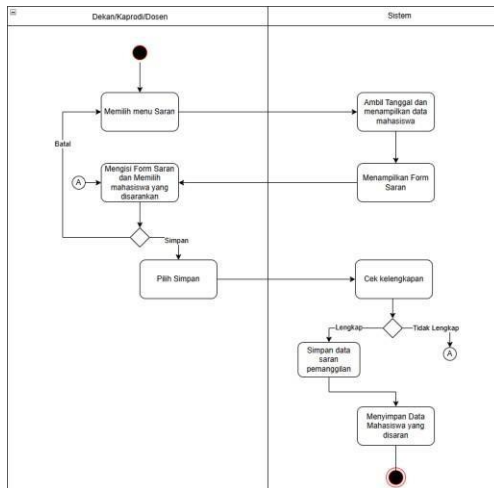 Dekan/Kaprodi/Dosen
Sistem
Memilih menu Saran
Ambil Tanggal dan
menampilkan data
mahasiswa
Batal
A
Mengisi Form Saran
dan Memilih
mahasiswa yang
disarankan
Menampilkan Form
Saran
Simpan
Pilih Simpan
Cek kelengkapan
Lengkap
Tidak Lengkap
A
Simpan data
saran
pemanggilan
Menyimpan Data
Mahasiswa yang
disaran